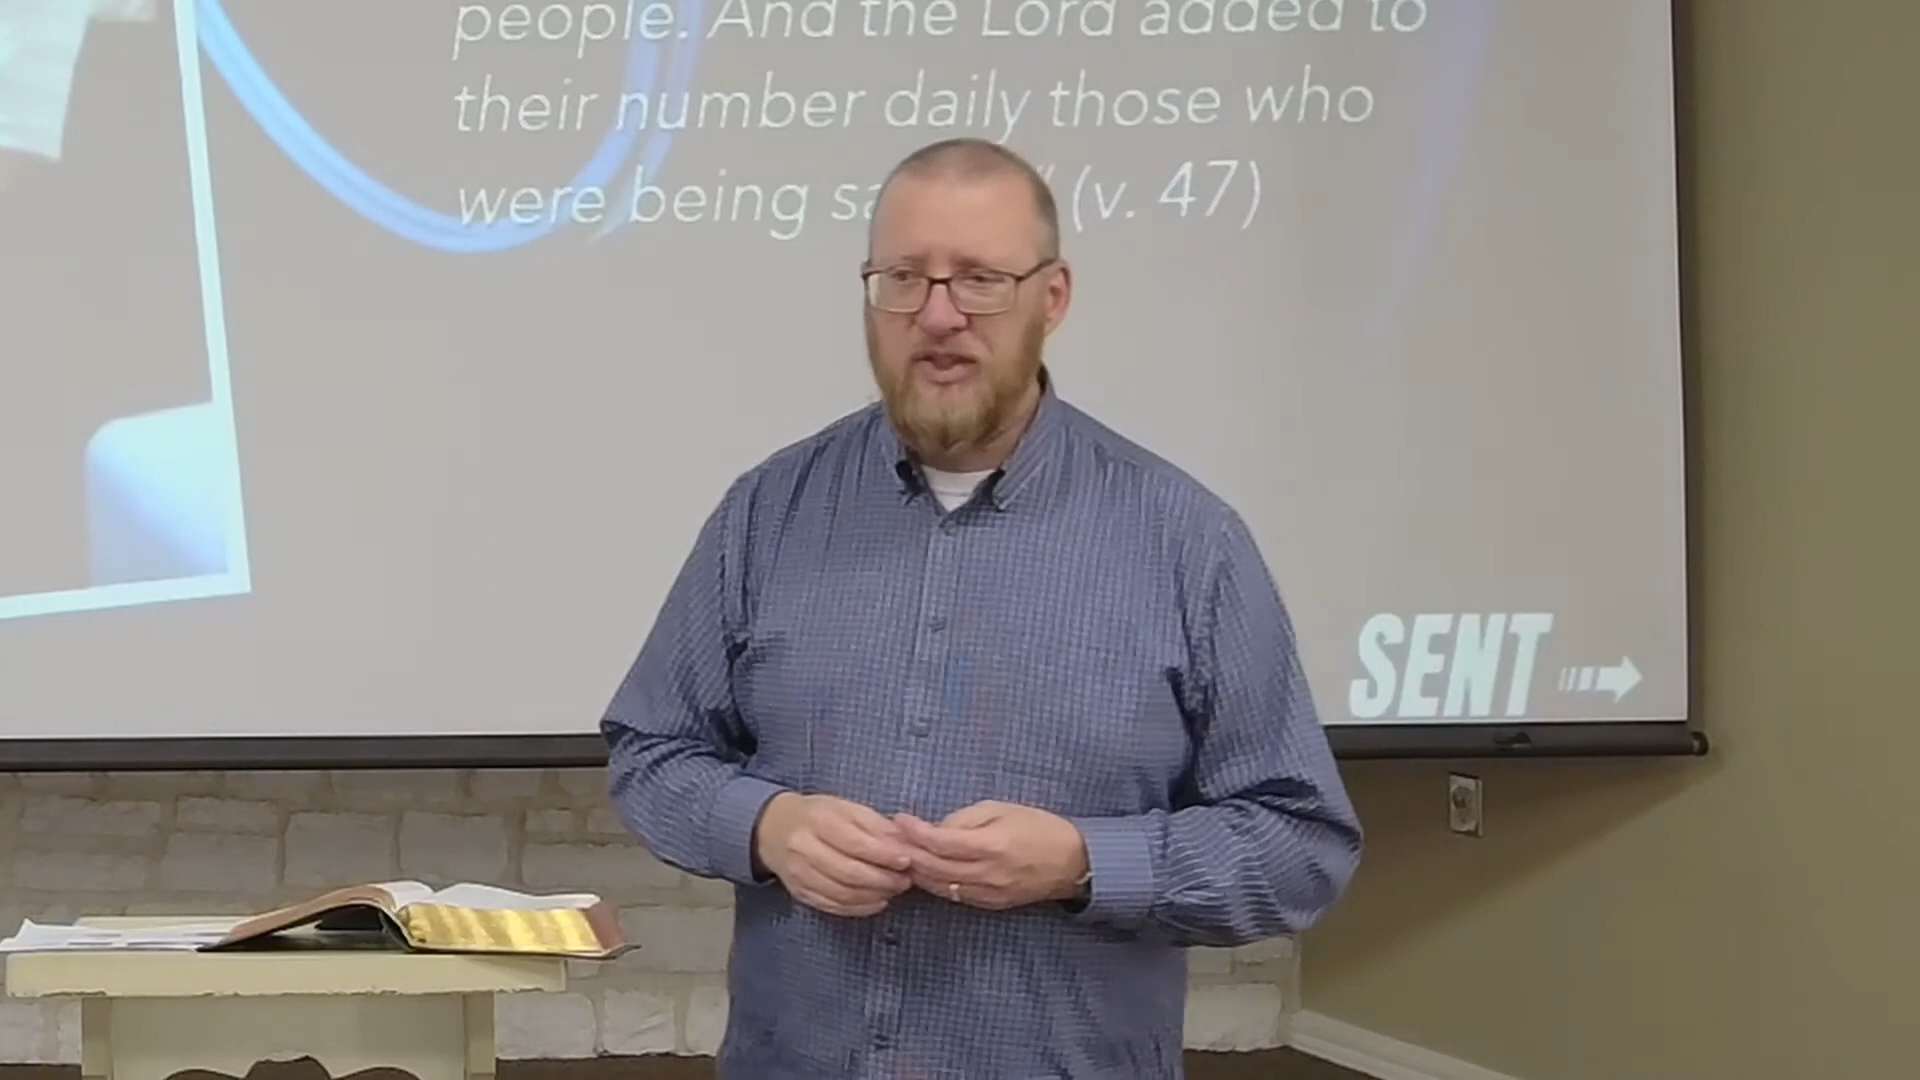 people. And the Lord added to
their number daily those who
were being sa (v. 47)
SENT